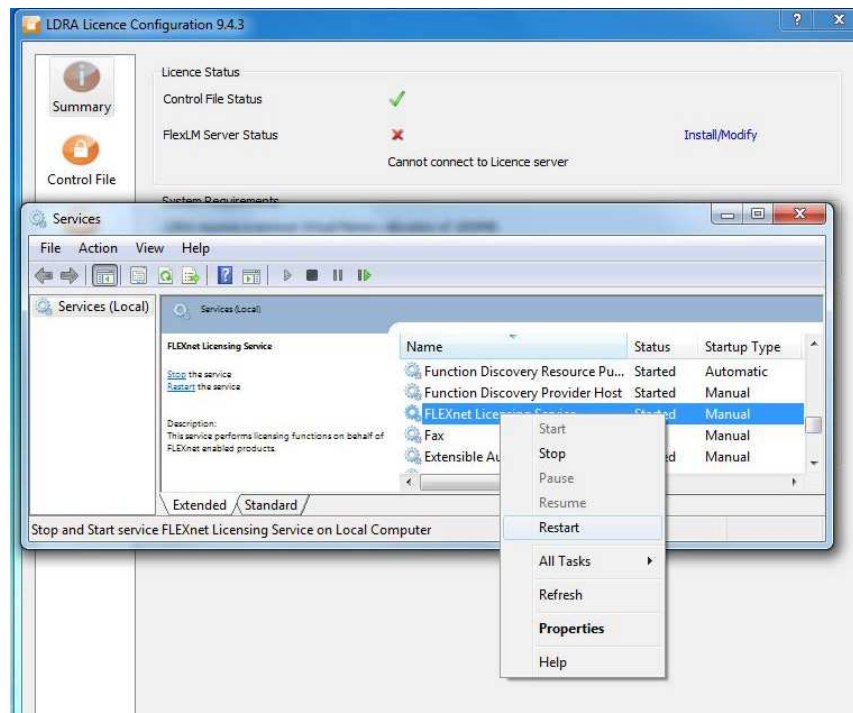 LDRA Licence Configuration 9.4.3
Summary
Control File
Licence Status
Control File Status
FlexLM Server Status
Install/Modify
Cannot connect to Licence server
System Requirements
Services
File Action View Help
Services (Local)
Services (Local)
FLEXnet Licensing Service
Stop the service
Restart the service
Description:
This service performs licensing functions on behalf of
FLEXnet enabled products.
Name Status Startup Type
Function Discovery Resource Pu... Started Automatic
Function Discovery Provider Host Started Manual
FLEXnet Licensing Service Started Manual
Fax Manual
Extensible Au ed Manual
Start
Stop
Pause
Resume
Restart
All Tasks
Refresh
Properties
Help
Extended Standard
Stop and Start service FLEXnet Licensing Service on Local Computer